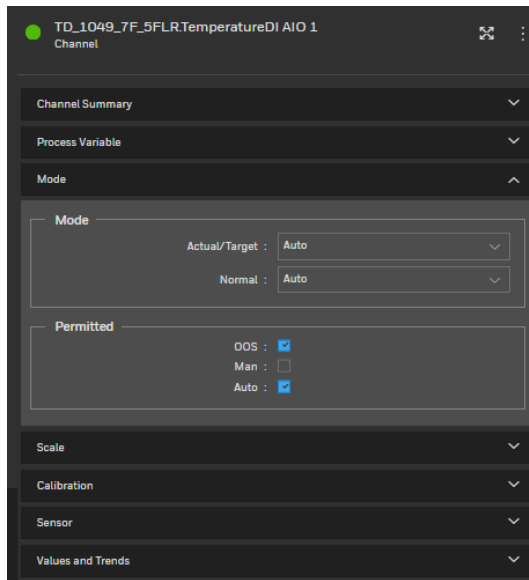 TD_1049_7F_5FLR.TemperatureDI AIO 1
Channel
Channel Summary
Process Variable
Mode
Mode
Actual/Target : Auto
Normal : Auto
Permitted
OOS :
Man :
Auto :
Scale
Calibration
Sensor
Values and Trends